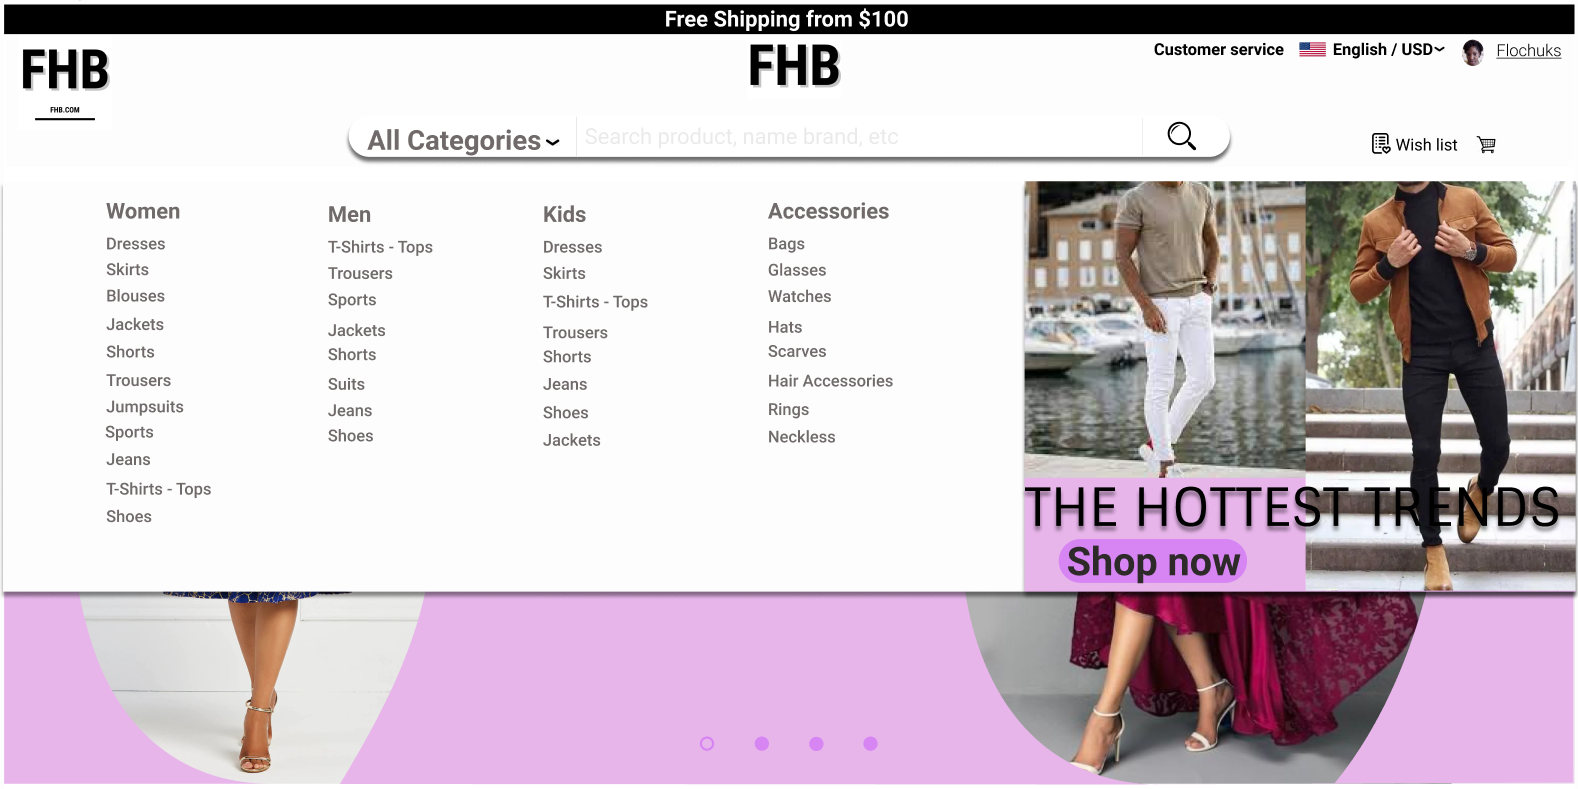 Free Shipping from $100
FHB
FHB.COM
FHB
Customer service
English / USD
Flochuks
All Categories
Search product, name brand, etc
Wish list
Women
Dresses
Skirts
Blouses
Jackets
Shorts
Trousers
Jumpsuits
Sports
Jeans
T-Shirts - Tops
Shoes
Men
T-Shirts - Tops
Trousers
Sports
Jackets
Shorts
Suits
Jeans
Shoes
Kids
Dresses
Skirts
T-Shirts - Tops
Trousers
Shorts
Jeans
Shoes
Jackets
Accessories
Bags
Glasses
Watches
Hats
Scarves
Hair Accessories
Rings
Neckless
THE HOTTEST TRENDS
Shop now